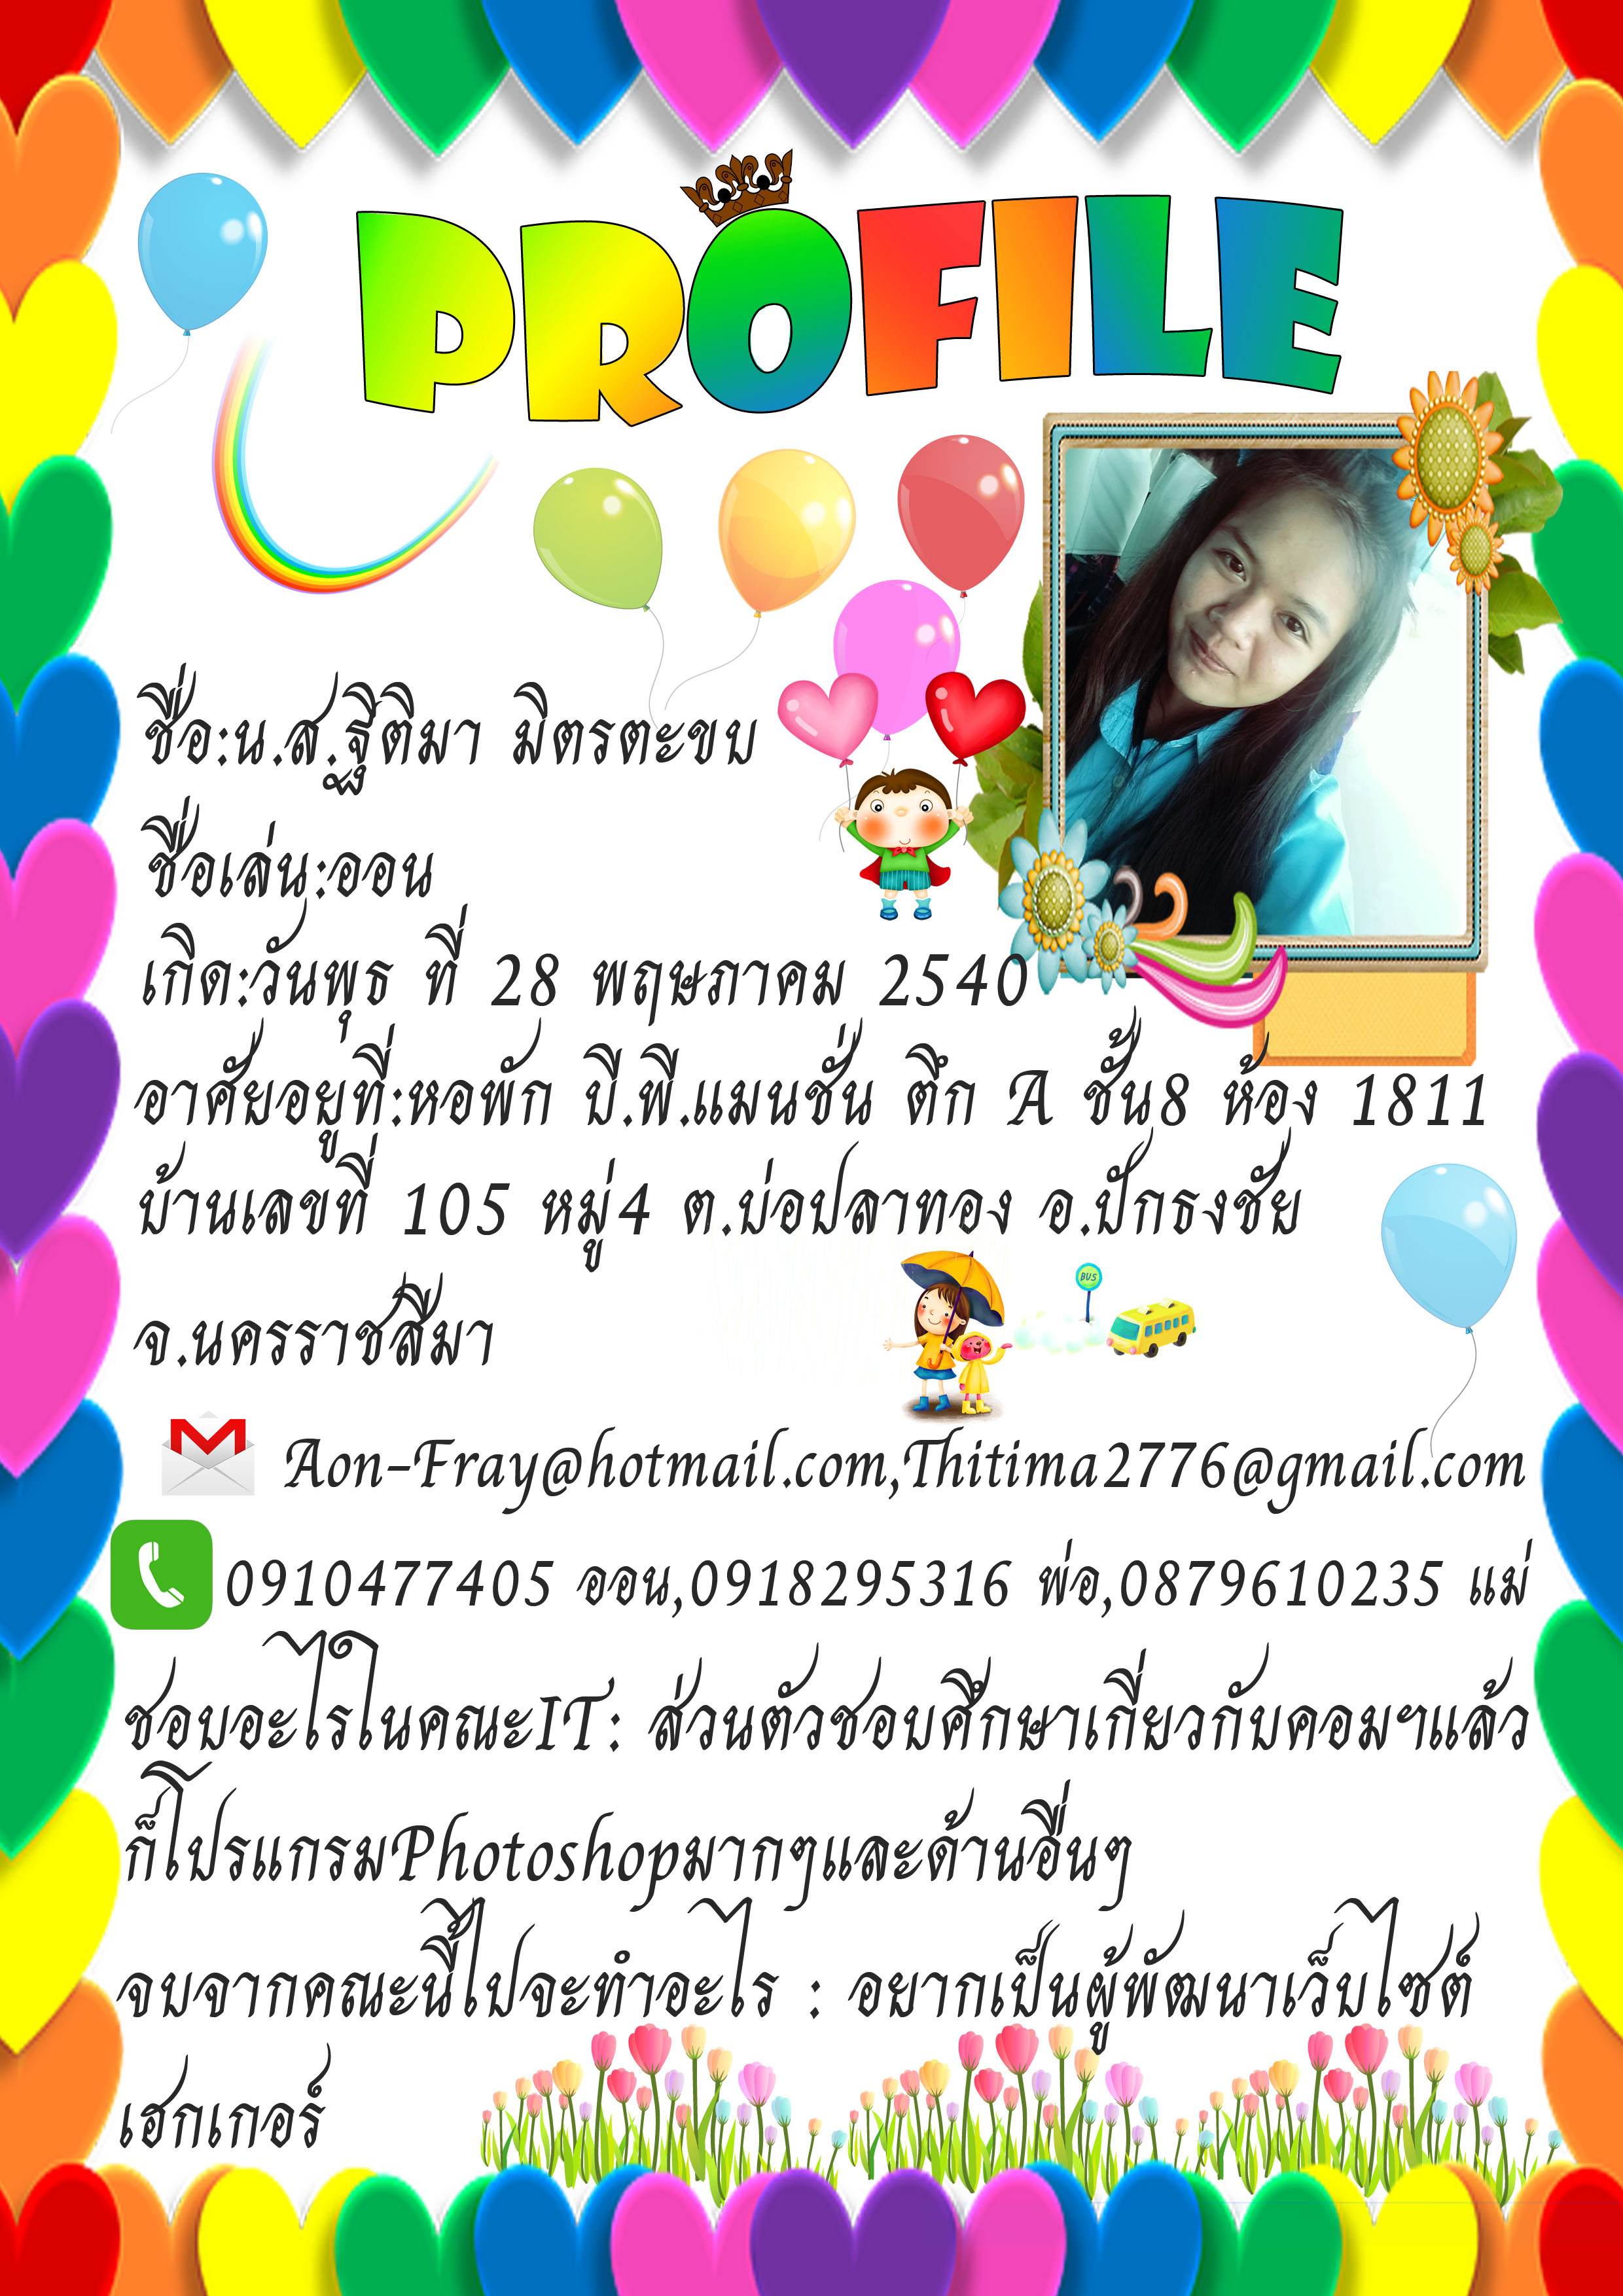 PROFILE
ชื่อ:น.ส.ฐิติมา มิตรตะขบ
ชื่อเล่น:ออน
เกิด:วันพุธ ที่ 28 พฤษภาคม 2540
อาศัยอยู่ที่:หอพัก บี.พี.แมนชั่น ตึก A ชั้น8 ห้อง 1811
บ้านเลขที่ 105 หมู่4 ต.บ่อปลาทอง อ.ปักธงชัย
จ.นครราชสีมา
BUS
Aon-Fray@hotmail.com,Thitima2776@gmail.com
0910477405 ออน,0918295316 พ่อ,0879610235 แม่
ชอบอะไรในคณะIT: ส่วนตัวชอบศึกษาเกี่ยวกับคอมฯแล้ว
ก็โปรแกรมPhotoshopมากๆและด้านอื่นๆ
จบจากคณะนี้ไปจะทำอะไร : อยากเป็นผู้พัฒนาเว็บไซต์
เฮกเกอร์